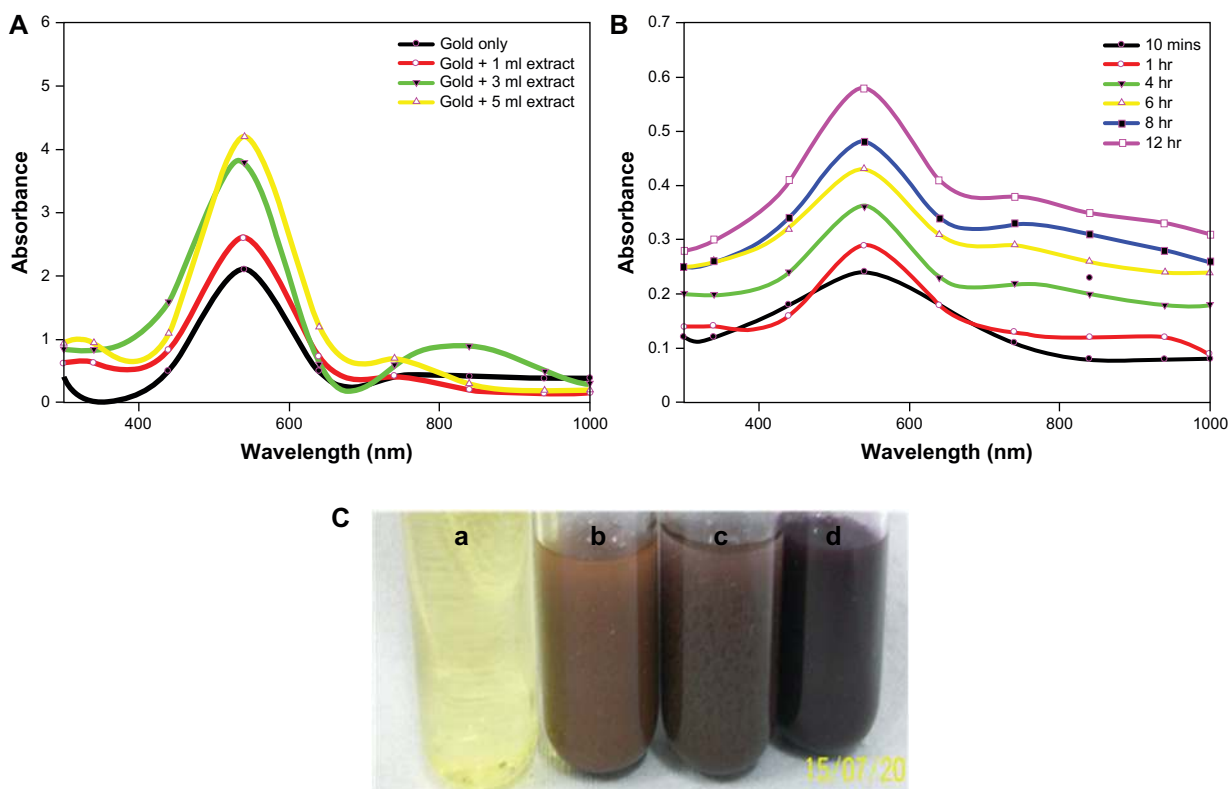 A
6
5
4
3
2
1
0
Absorbance
400
600
800
1000
Wavelength (nm)
Gold only
Gold + 1 ml extract
Gold + 3 ml extract
Gold + 5 ml extract
B
0.7
0.6
0.5
0.4
0.3
0.2
0.1
0
Absorbance
400
600
800
1000
Wavelength (nm)
10 mins
1 hr
4 hr
6 hr
8 hr
12 hr
C
a
b
c
d
15/07/20